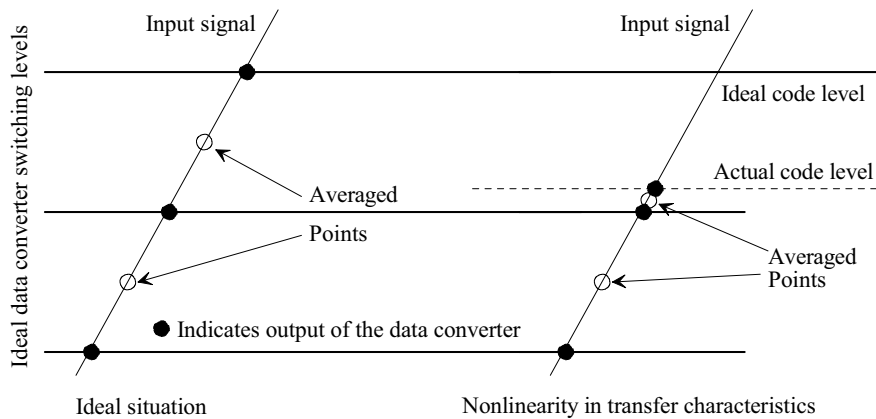 Ideal data converter switching levels
Input signal
Input signal
Ideal code level
Actual code level
Averaged
Points
Averaged
Points
Indicates output of the data converter
Ideal situation
Nonlinearity in transfer characteristics